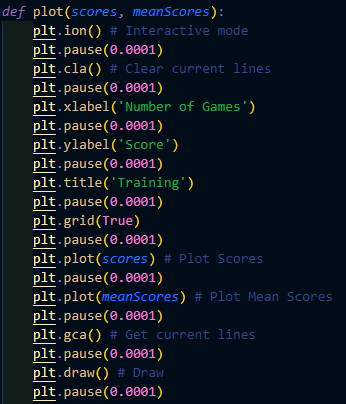 def plot(scores, meanScores):
    plt.ion() # Interactive mode
    plt.pause(0.0001)
    plt.cla() # Clear current lines
    plt.pause(0.0001)
    plt.xlabel('Number of Games')
    plt.pause(0.0001)
    plt.ylabel('Score')
    plt.pause(0.0001)
    plt.title('Training')
    plt.pause(0.0001)
    plt.grid(True)
    plt.pause(0.0001)
    plt.plot(scores) # Plot Scores
    plt.pause(0.0001)
    plt.plot(meanScores) # Plot Mean Scores
    plt.pause(0.0001)
    plt.gca() # Get current lines
    plt.pause(0.0001)
    plt.draw() # Draw
    plt.pause(0.0001)